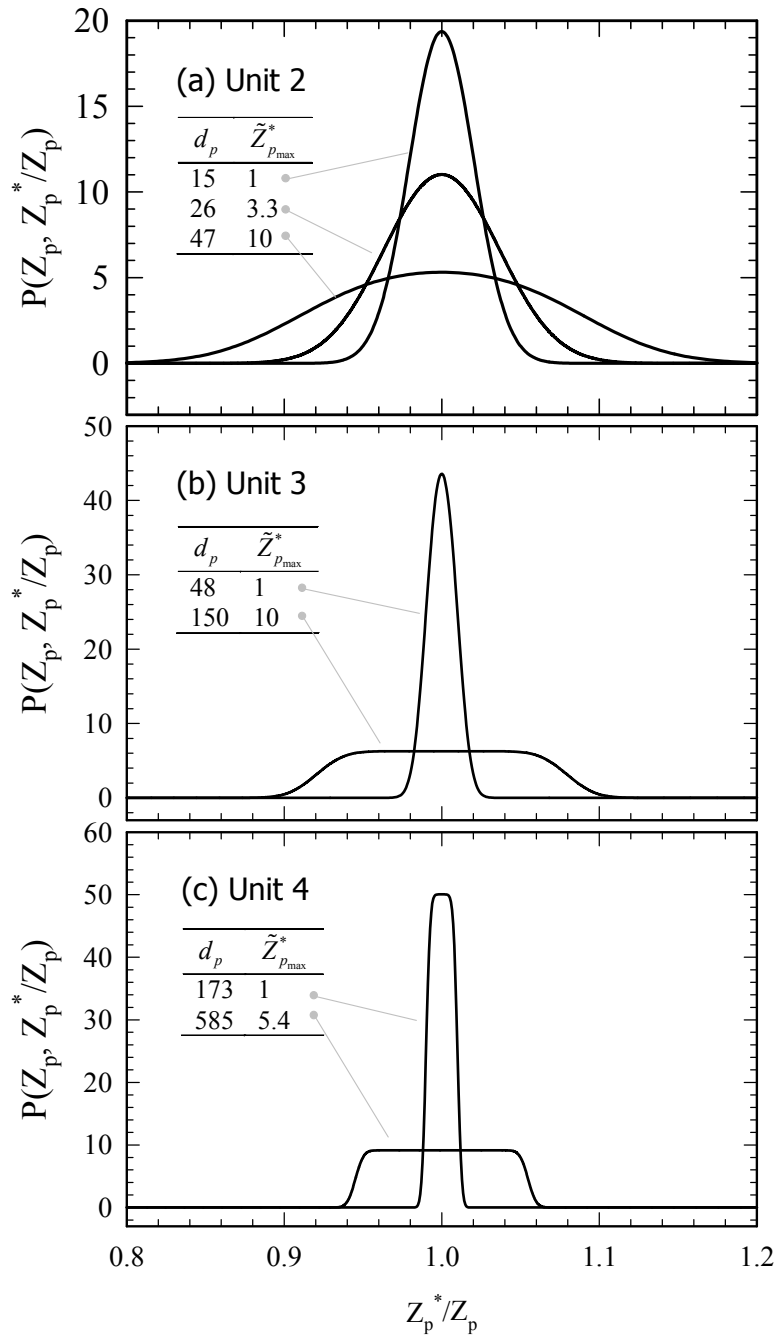 20
15
10
5
0
P(Z_p, Z_p^*/Z_p)
(a) Unit 2
d_p Z̃^*_{p_max}
15 1
26 3.3
47 10
50
40
30
20
10
0
P(Z_p, Z_p^*/Z_p)
(b) Unit 3
d_p Z̃^*_{p_max}
48 1
150 10
60
50
40
30
20
10
0
P(Z_p, Z_p^*/Z_p)
(c) Unit 4
d_p Z̃^*_{p_max}
173 1
585 5.4
0.8 0.9 1.0 1.1 1.2
Z_p^*/Z_p